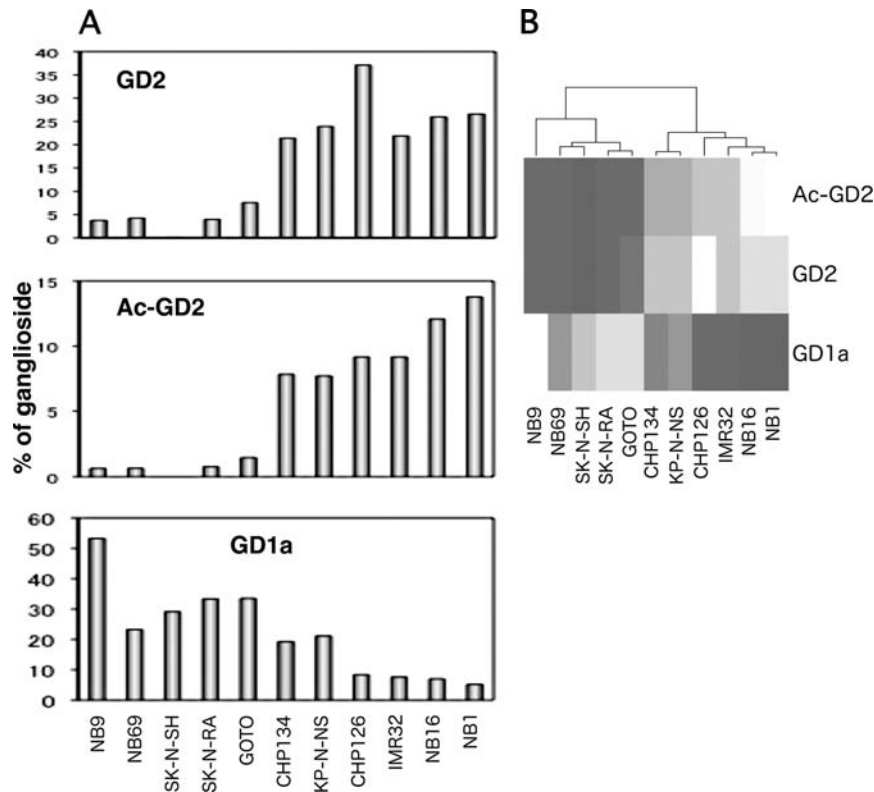 A
B
% of ganglioside
GD2
40
35
30
25
20
15
10
5
0
Ac-GD2
15
10
5
0
GD1a
60
50
40
30
20
10
0
NB9
NB69
SK-N-SH
SK-N-RA
GOTO
CHP134
KP-N-NS
CHP126
IMR32
NB16
NB1
Ac-GD2
GD2
GD1a
NB9
NB69
SK-N-SH
SK-N-RA
GOTO
CHP134
KP-N-NS
CHP126
IMR32
NB16
NB1